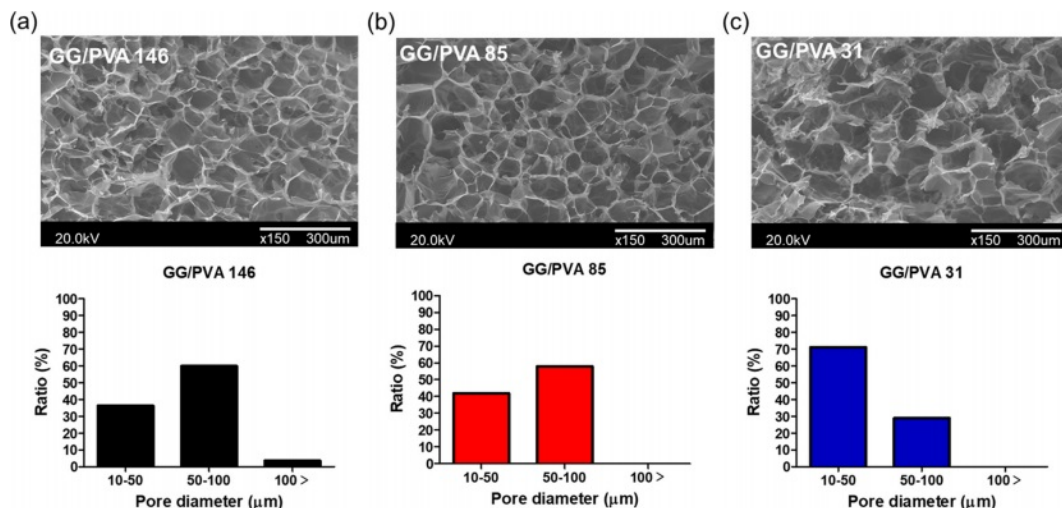 (a)
GG/PVA 146
20.0kV x150 300um
GG/PVA 146
Ratio (%)
100
90
80
70
60
50
40
30
20
10
0
10-50 50-100 100 >
Pore diameter (μm)
(b)
GG/PVA 85
20.0kV x150 300um
GG/PVA 85
Ratio (%)
100
90
80
70
60
50
40
30
20
10
0
10-50 50-100 100 >
Pore diameter (μm)
(c)
GG/PVA 31
20.0kV x150 300um
GG/PVA 31
Ratio (%)
100
90
80
70
60
50
40
30
20
10
0
10-50 50-100 100 >
Pore diameter (μm)